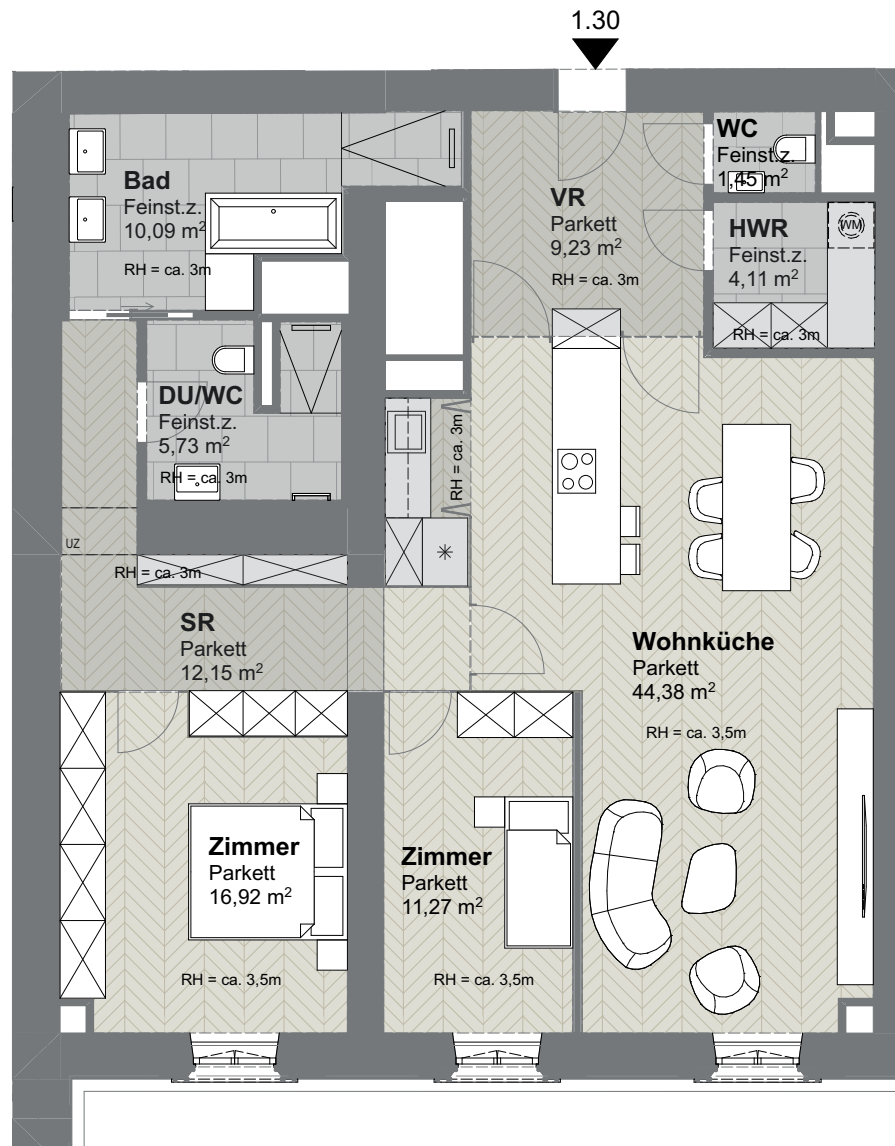 1.30
WC
Feinst.z.
1,45 m²
Bad
Feinst.z.
10,09 m²
RH = ca. 3m
VR
Parkett
9,23 m²
RH = ca. 3m
HWR
Feinst.z.
4,11 m²
RH = ca. 3m
WM
DU/WC
Feinst.z.
5,73 m²
RH = ca. 3m
RH = ca. 3m
UZ
RH = ca. 3m
SR
Parkett
12,15 m²
Wohnküche
Parkett
44,38 m²
RH = ca. 3,5m
Zimmer
Parkett
16,92 m²
RH = ca. 3,5m
Zimmer
Parkett
11,27 m²
RH = ca. 3,5m